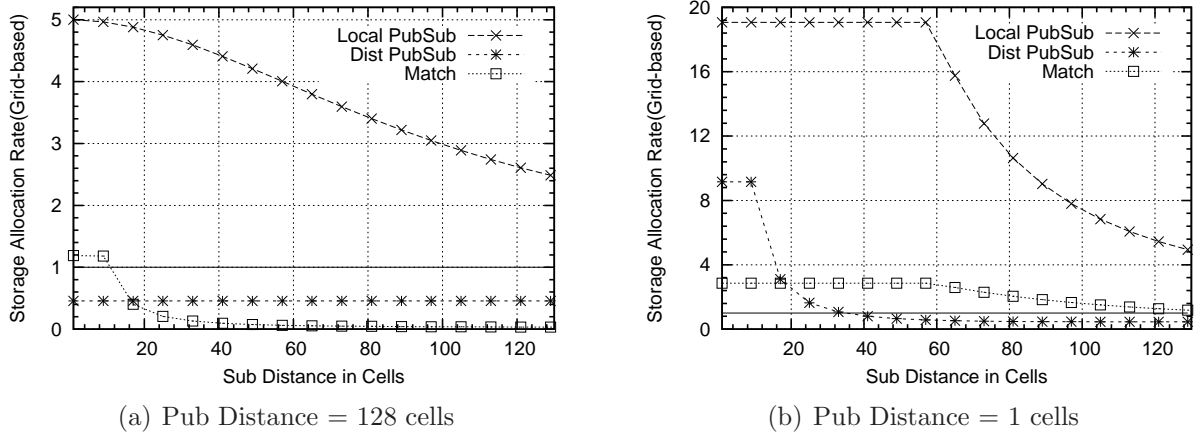 5
4
3
2
1
0
20
40
60
80
100
120
Storage Allocation Rate(Grid-based)
Sub Distance in Cells
Local PubSub
Dist PubSub
Match
(a) Pub Distance = 128 cells
20
16
12
8
4
0
20
40
60
80
100
120
Storage Allocation Rate(Grid-based)
Sub Distance in Cells
Local PubSub
Dist PubSub
Match
(b) Pub Distance = 1 cells